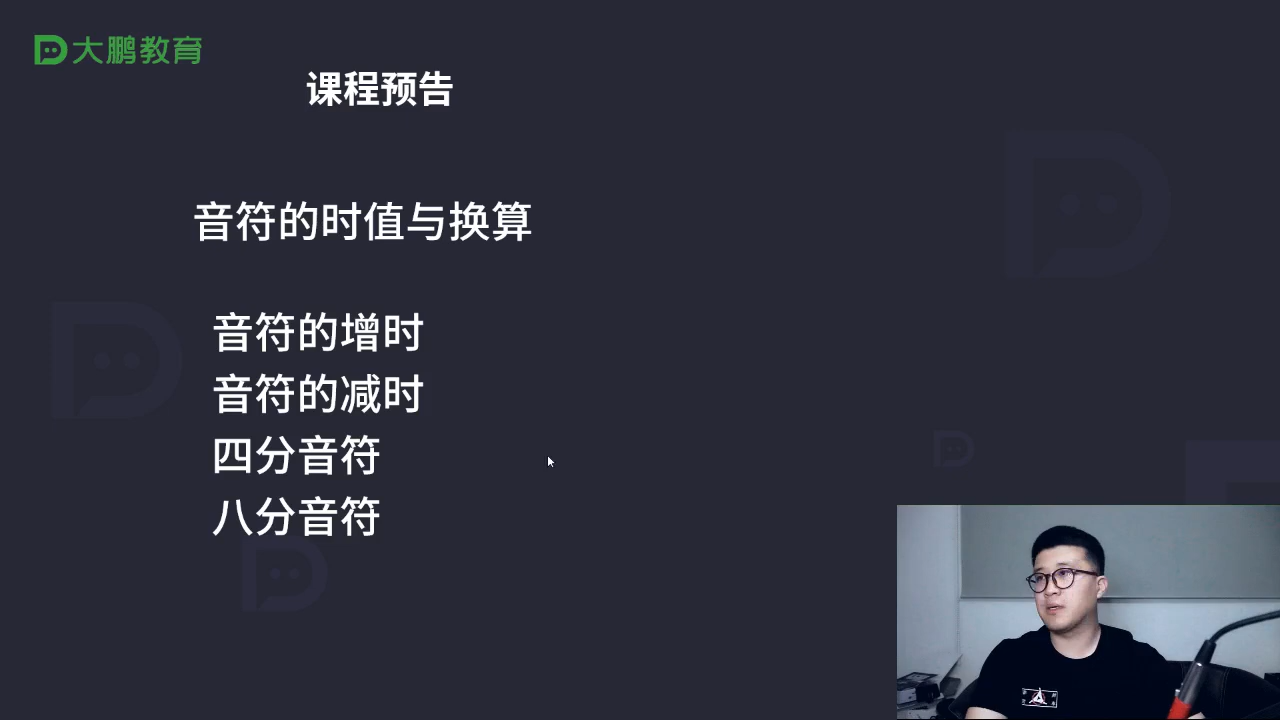 大鹏教育
课程预告
音符的时值与换算
音符的增时
音符的减时
四分音符
八分音符